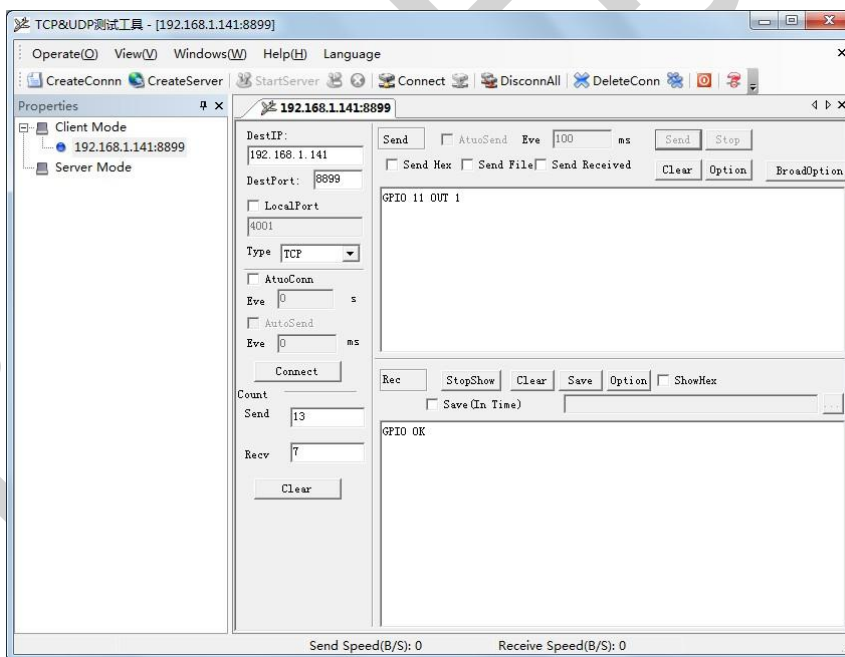 TCP&UDP测试工具 - [192.168.1.141:8899]
Operate(O) View(V) Windows(W) Help(H) Language
CreateConnn CreateServer StartServer Connect DisconnAll DeleteConn
Properties
Client Mode
192.168.1.141:8899
Server Mode
192.168.1.141:8899
DestIP:
192.168.1.141
DestPort: 8899
LocalPort
4001
Type TCP
AtuoConn
Eve 0 s
AutoSend
Eve 0 ms
Connect
Count
Send 13
Recv 7
Clear
Send AtuoSend Eve 100 ms Send Stop
Send Hex Send File Send Received Clear Option BroadOption
GPIO 11 OUT 1
Rec StopShow Clear Save Option ShowHex
Save(In Time) ...
GPIO OK
Send Speed(B/S): 0 Receive Speed(B/S): 0